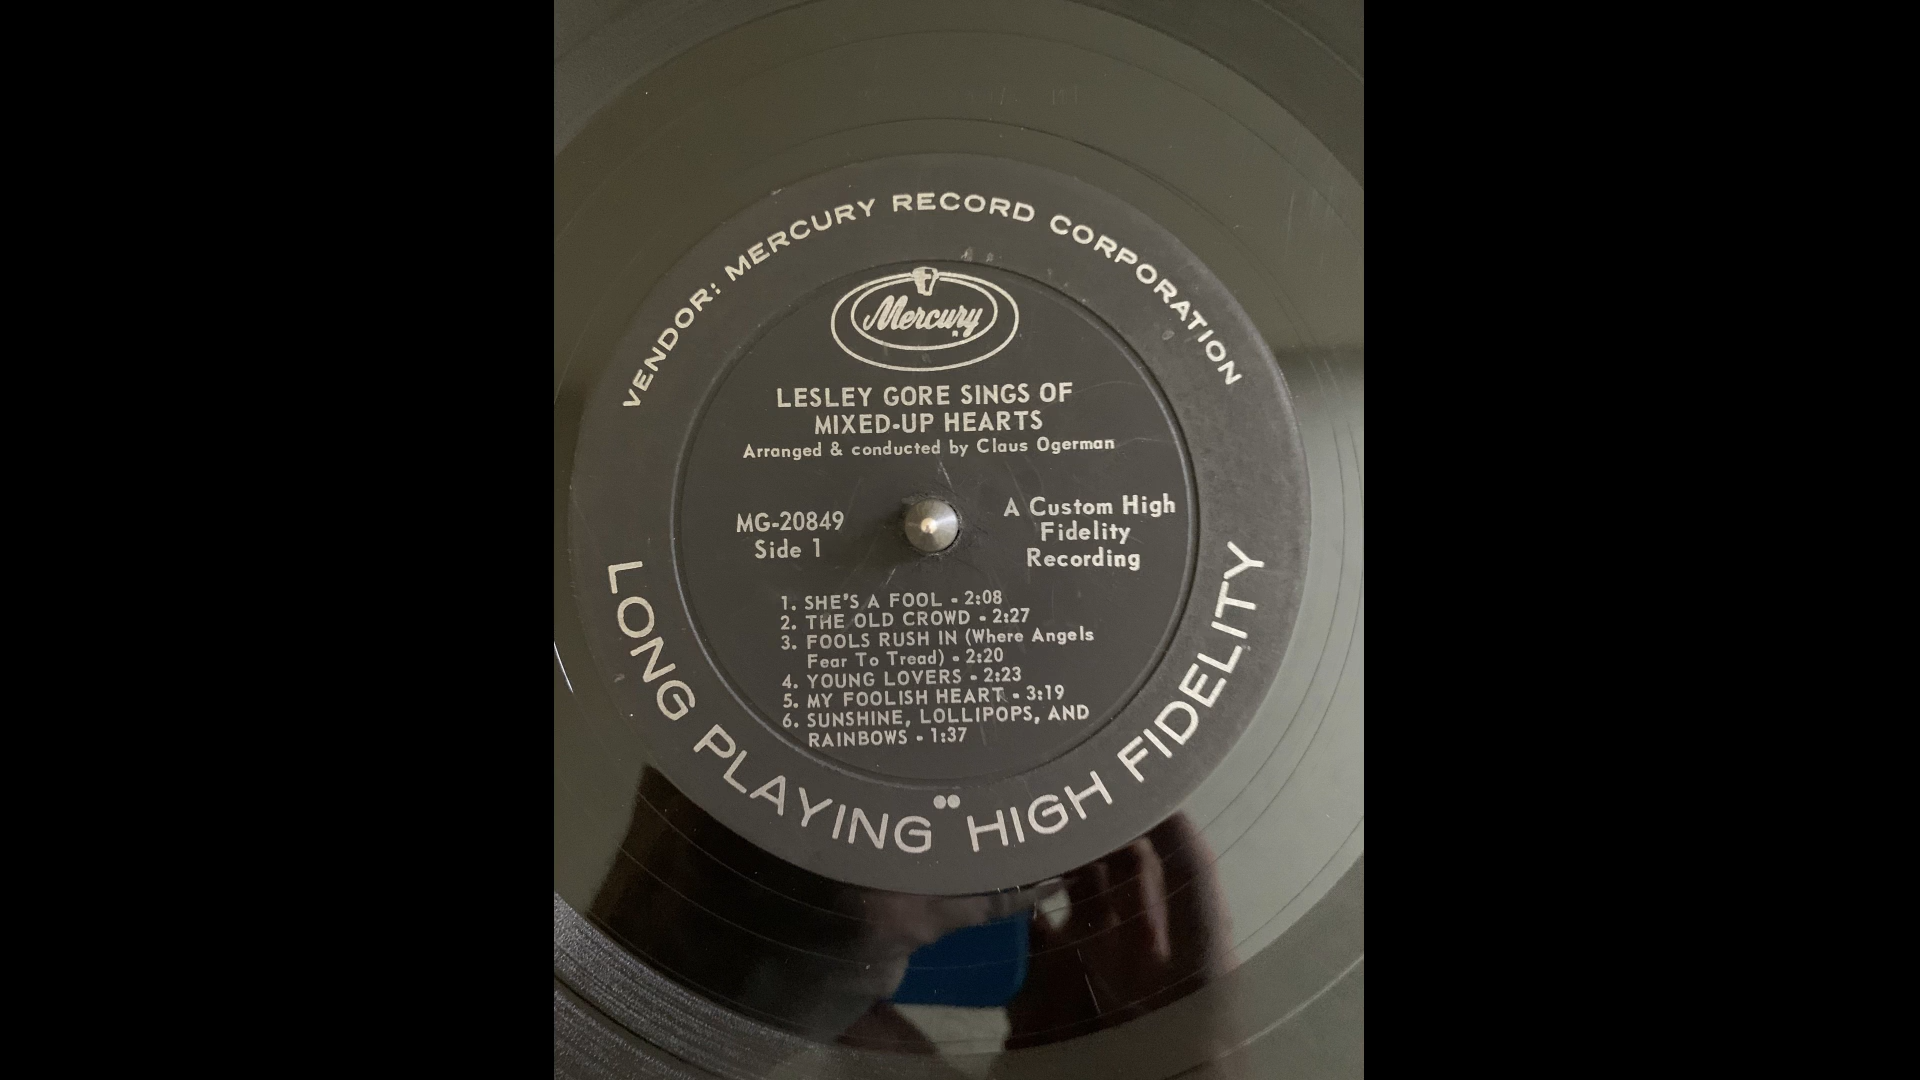 VENDOR: MERCURY RECORD CORPORATION
Mercury
R
LESLEY GORE SINGS OF
MIXED-UP HEARTS
Arranged & conducted by Claus Ogerman
MG-20849
Side 1
A Custom High
Fidelity
Recording
1. SHE'S A FOOL - 2:08
2. THE OLD CROWD - 2:27
3. FOOLS RUSH IN (Where Angels
Fear To Tread) - 2:20
4. YOUNG LOVERS - 2:23
5. MY FOOLISH HEART - 3:19
6. SUNSHINE, LOLLIPOPS, AND
RAINBOWS - 1:37
LONG PLAYING •• HIGH FIDELITY